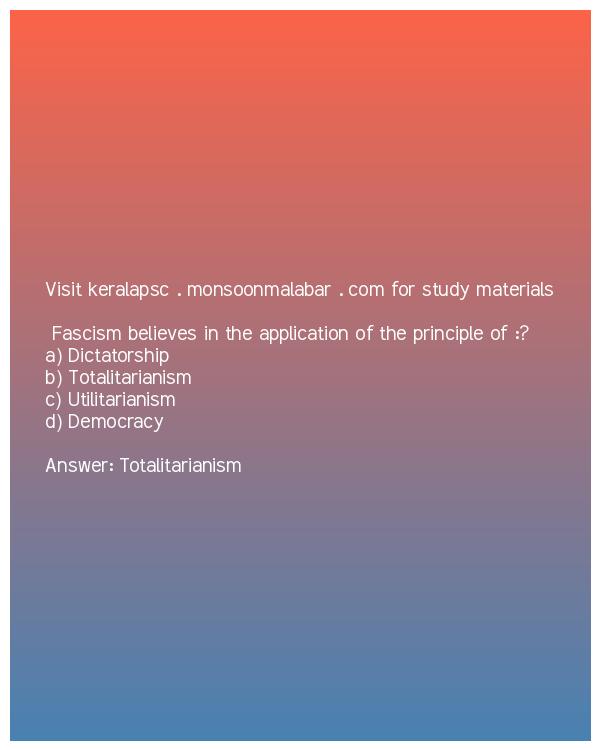 Visit keralapsc . monsoonmalabar . com for study materials
Fascism believes in the application of the principle of :?
a) Dictatorship
b) Totalitarianism
c) Utilitarianism
d) Democracy
Answer: Totalitarianism